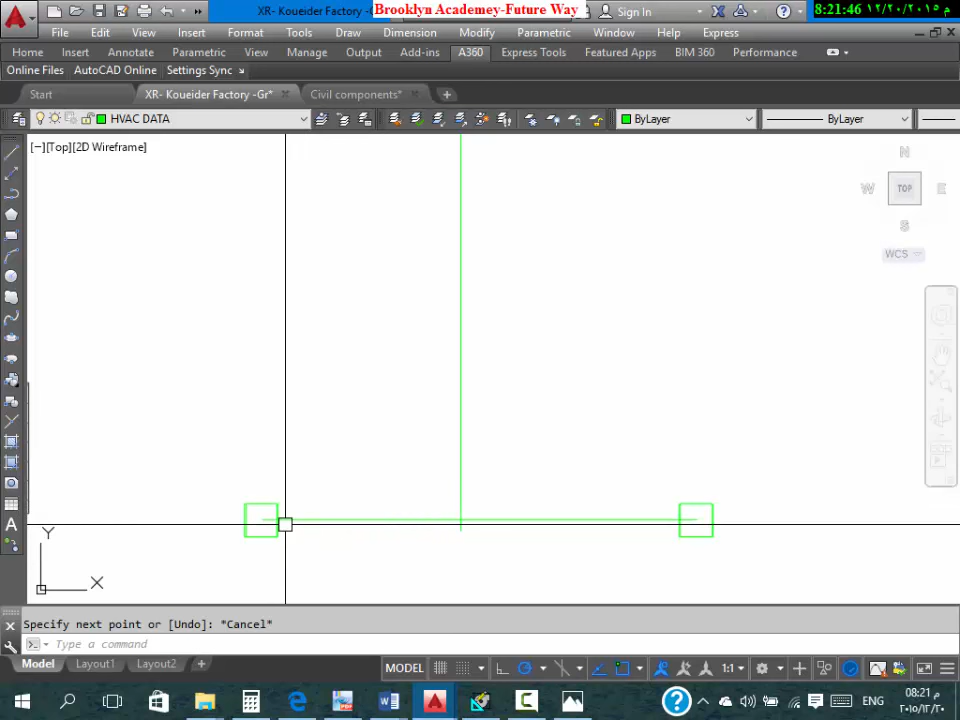 XR- Koueider Factory -G
Brooklyn Academey-Future Way
Sign In
8:21:46 م ١٢/٢٠/٢٠١٥
File Edit View Insert Format Tools Draw Dimension Modify Parametric Window Help Express
Home Insert Annotate Parametric View Manage Output Add-ins A360 Express Tools Featured Apps BIM 360 Performance
Online Files AutoCAD Online Settings Sync
Start XR- Koueider Factory -Gr* Civil components*
HVAC DATA ByLayer ByLayer
[−][Top][2D Wireframe]
N
W TOP E
S
WCS
Y
X
Specify next point or [Undo]: *Cancel*
Type a command
Model Layout1 Layout2
MODEL 1:1
ENG 08:21 م
٢٠١٥/١٢/٢٠